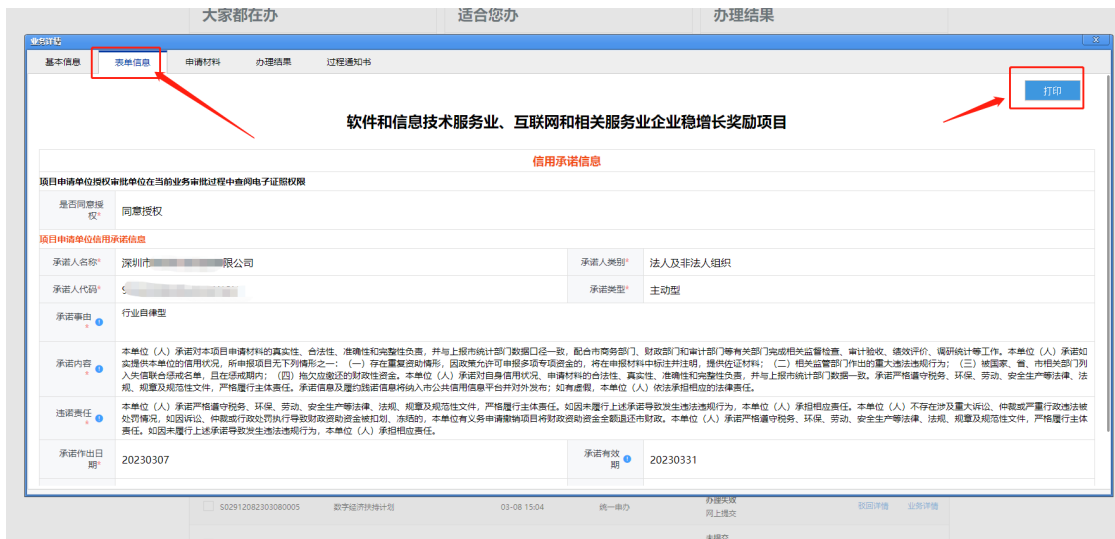 大家都在办 适合您办 办理结果
业务详情
基本信息 表单信息 申请材料 办理结果 过程通知书
打印
软件和信息技术服务业、互联网和相关服务业企业稳增长奖励项目
信用承诺信息
项目申请单位授权审批单位在当前业务审批过程中查阅电子证照权限
是否同意授权* 同意授权
项目申请单位信用承诺信息
承诺人名称* 深圳市 限公司 承诺人类别* 法人及非法人组织
承诺人代码* 9 承诺类型* 主动型
承诺事由* 行业自律型
承诺内容* 本单位（人）承诺对本项目申请材料的真实性、合法性、准确性和完整性负责，并与上报市统计部门数据口径一致，配合市商务部门、财政部门和审计部门等有关部门完成相关监督检查、审计验收、绩效评价、调研统计等工作。本单位（人）承诺如
实提供本单位的信用状况，所申报项目无下列情形之一：（一）存在重复资助情形，因政策允许可申报多项专项资金的，将在申报材料中标注并注明，提供佐证材料；（二）相关监管部门作出的重大违法违规行为；（三）被国家、省、市相关部门列
入失信联合惩戒名单，且在惩戒期内；（四）拖欠应缴还的财政性资金。本单位（人）承诺对自身信用状况、申请材料的合法性、真实性、准确性和完整性负责，并与上报市统计部门数据一致。承诺严格遵守税务、环保、劳动、安全生产等法律、法
规、规章及规范性文件，严格履行主体责任。承诺信息及履约践诺信息将纳入市公共信用信息平台并对外发布；如有虚假，本单位（人）依法承担相应的法律责任。
违诺责任* 本单位（人）承诺严格遵守税务、环保、劳动、安全生产等法律、法规、规章及规范性文件，严格履行主体责任。如因未履行上述承诺导致发生违法违规行为，本单位（人）承担相应责任。本单位（人）不存在涉及重大诉讼、仲裁或严重行政违法被
处罚情况，如因诉讼、仲裁或行政处罚执行导致财政资助资金被扣划、冻结的，本单位有义务申请撤销项目将财政资助资金全额退还市财政。本单位（人）承诺严格遵守税务、环保、劳动、安全生产等法律、法规、规章及规范性文件，严格履行主体
责任。如因未履行上述承诺导致发生违法违规行为，本单位（人）承担相应责任。
承诺作出日期* 20230307 承诺有效期 20230331
S02912082303080005 数字经济扶持计划 03-08 15:04 统一申办 办理失效 驳回详情 业务详情
网上提交
未提交